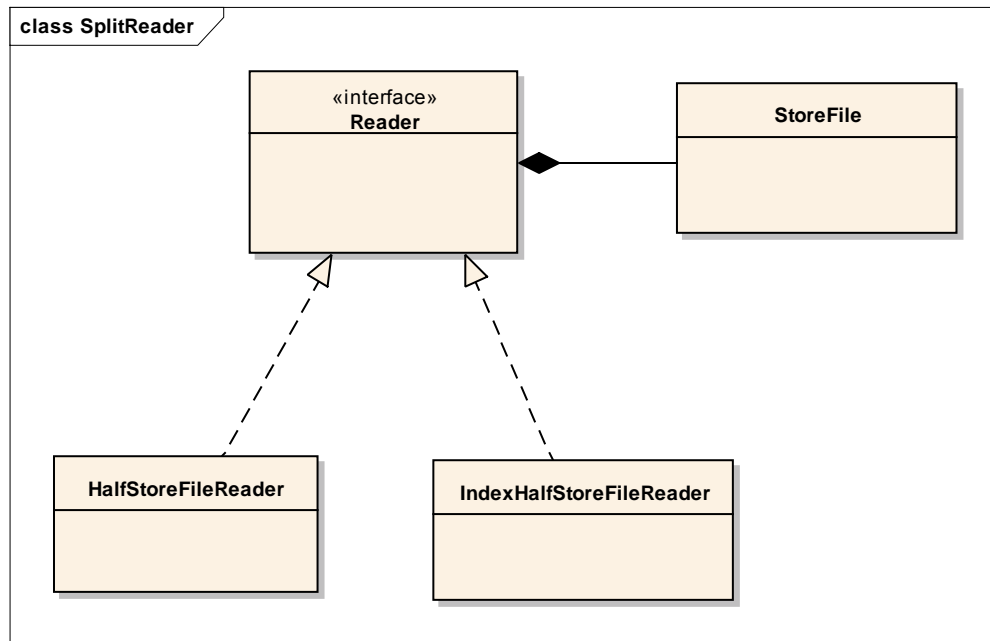 class SplitReader
«interface»
Reader
StoreFile
HalfStoreFileReader
IndexHalfStoreFileReader